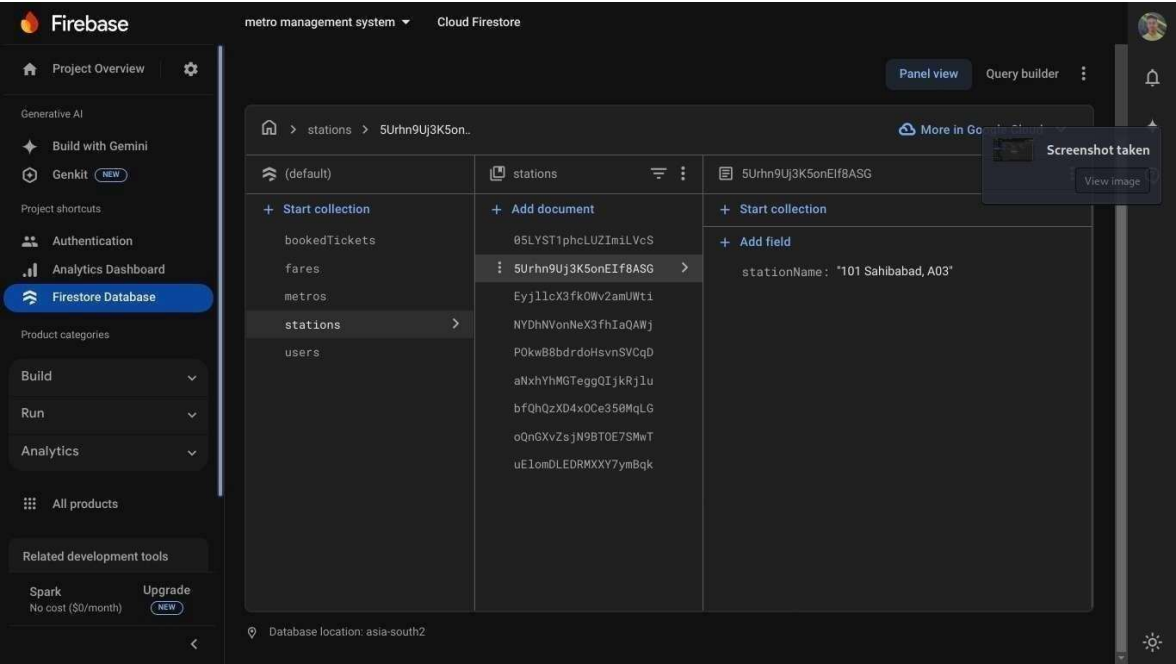 Firebase
metro management system
Cloud Firestore
Project Overview
Panel view
Query builder
Generative AI
Build with Gemini
Genkit NEW
Project shortcuts
Authentication
Analytics Dashboard
Firestore Database
Product categories
Build
Run
Analytics
All products
Related development tools
Spark
No cost ($0/month)
Upgrade
NEW
stations
5Urhn9Uj3K5on..
More in Google Cloud
Screenshot taken
View image
(default)
Start collection
bookedTickets
fares
metros
stations
users
stations
Add document
05LYST1phcLUZImiLVcS
5Urhn9Uj3K5onEIf8ASG
EyjllcX3fkOWv2amUWti
NYDhNVonNeX3fhIaQAWj
POkwB8bdrdoHsvnSVCqD
aNxhYhMGTeggQIjkRjlu
bfQhQzXD4xOCe350MqLG
oQnGXvZsjN9BTOE7SMwT
uElomDLEDRMXXY7ymBqk
5Urhn9Uj3K5onEIf8ASG
Start collection
Add field
stationName: "101 Sahibabad, A03"
Database location: asia-south2